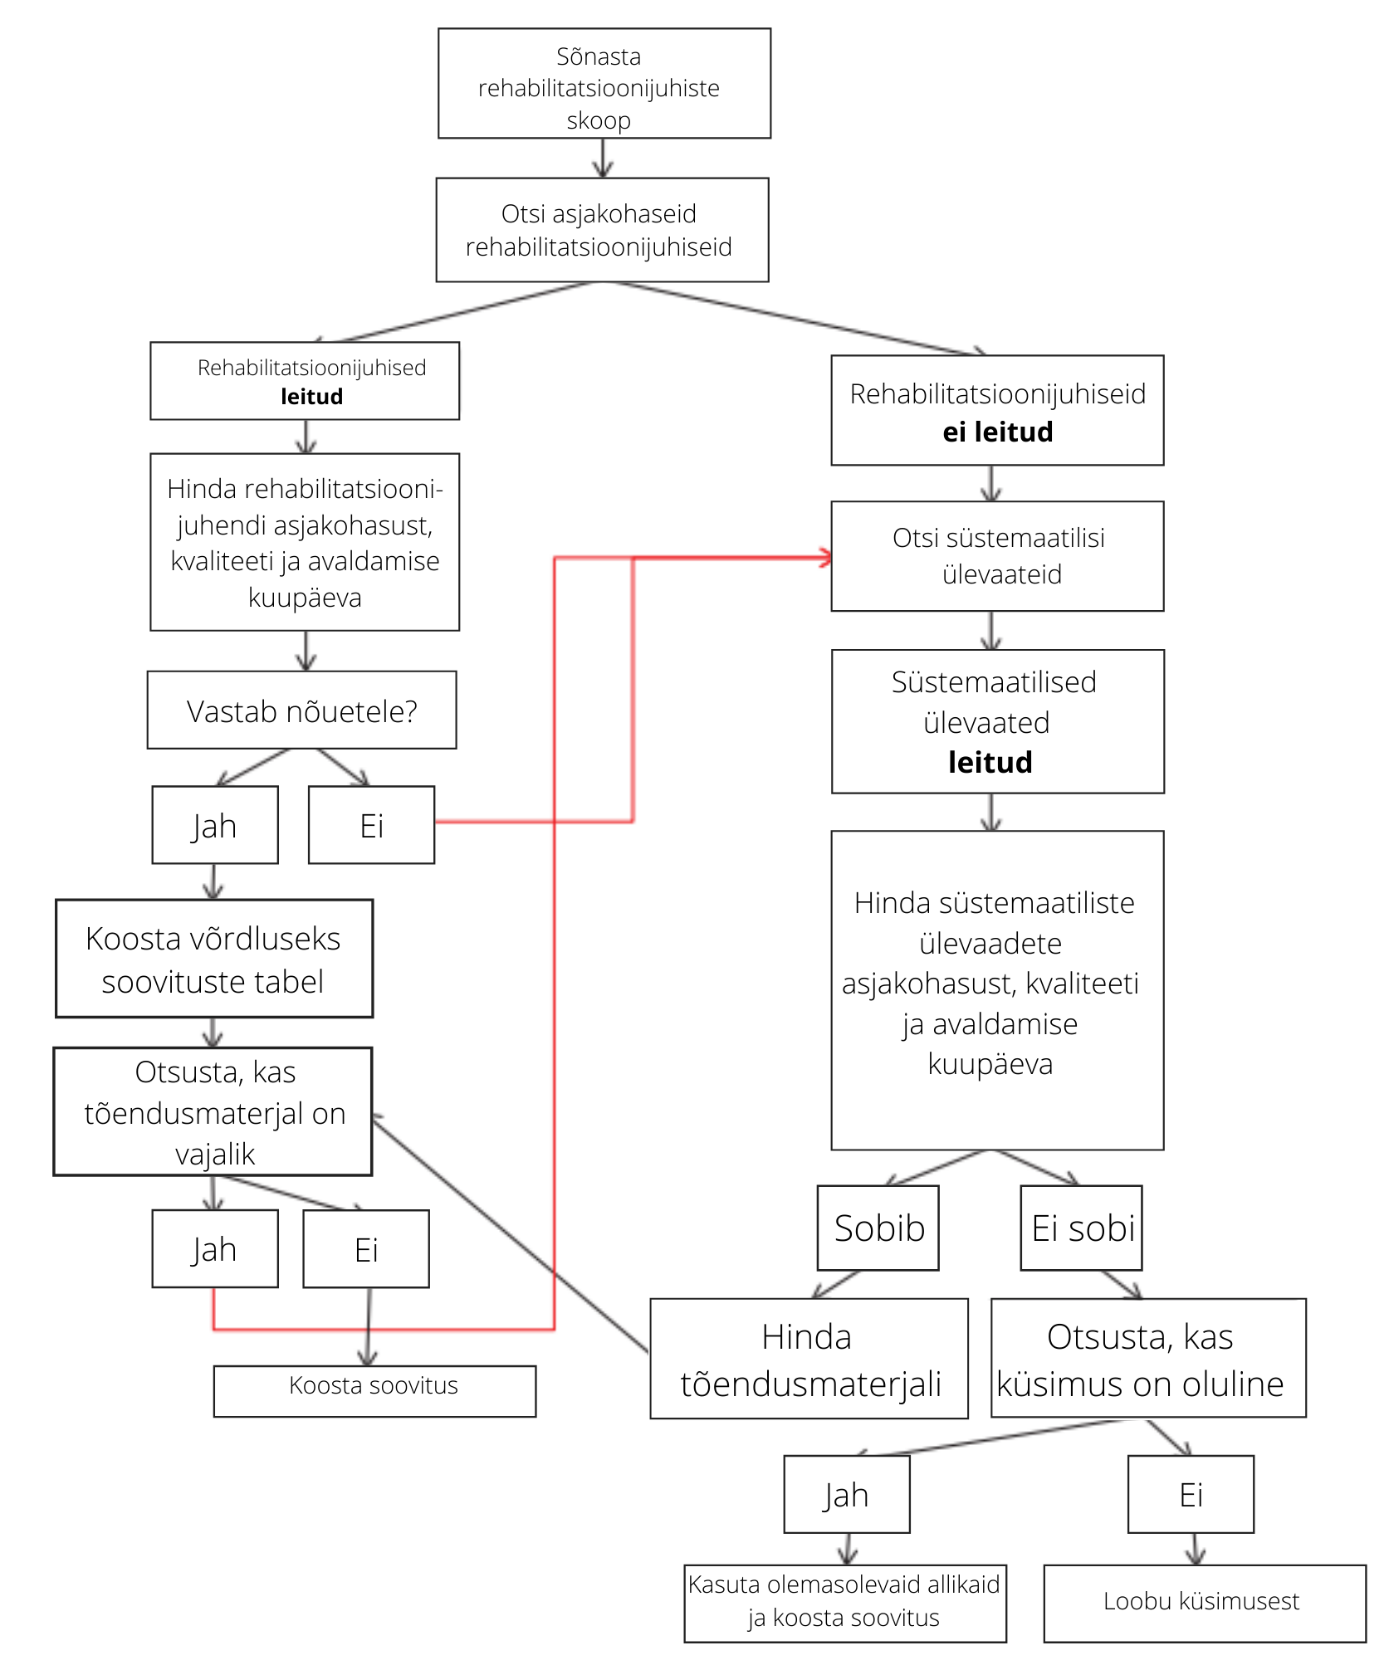 Sõnasta
rehabilitatsioonijuhiste
skoop
Otsi asjakohaseid
rehabilitatsioonijuhiseid
Rehabilitatsioonijuhised
leitud
Hinda rehabilitatsiooni-
juhendi asjakohasust,
kvaliteeti ja avaldamise
kuupäeva
Vastab nõuetele?
Jah
Ei
Koosta võrdluseks
soovituste tabel
Otsusta, kas
tõendusmaterjal on
vajalik
Jah
Ei
Koosta soovitus
Rehabilitatsioonijuhiseid
ei leitud
Otsi süstemaatilisi
ülevaateid
Süstemaatilised
ülevaated
leitud
Hinda süstemaatiliste
ülevaadete
asjakohasust, kvaliteeti
ja avaldamise
kuupäeva
Sobib
Ei sobi
Hinda
tõendusmaterjali
Otsusta, kas
küsimus on oluline
Jah
Ei
Kasuta olemasolevaid allikaid
ja koosta soovitus
Loobu küsimusest